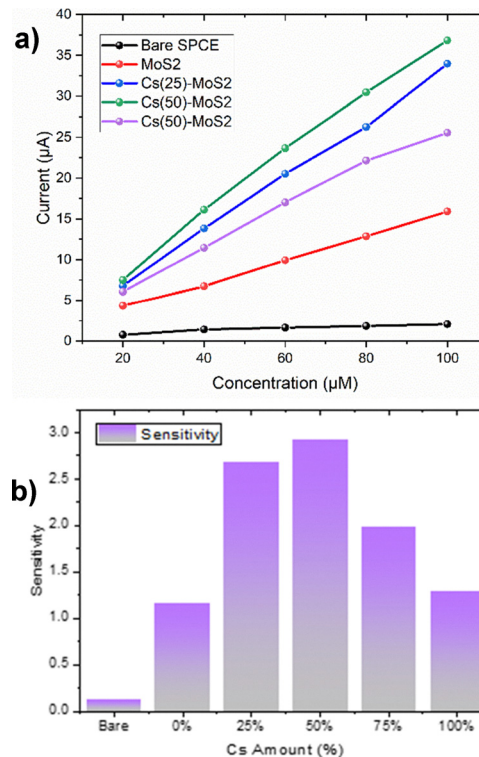 a)
40
35
30
25
20
15
10
5
0
Current (μA)
Bare SPCE
MoS2
Cs(25)-MoS2
Cs(50)-MoS2
Cs(50)-MoS2
20 40 60 80 100
Concentration (μM)
b)
3.0
2.5
2.0
1.5
1.0
0.5
0.0
Sensitivity
Sensitivity
Bare 0% 25% 50% 75% 100%
Cs Amount (%)